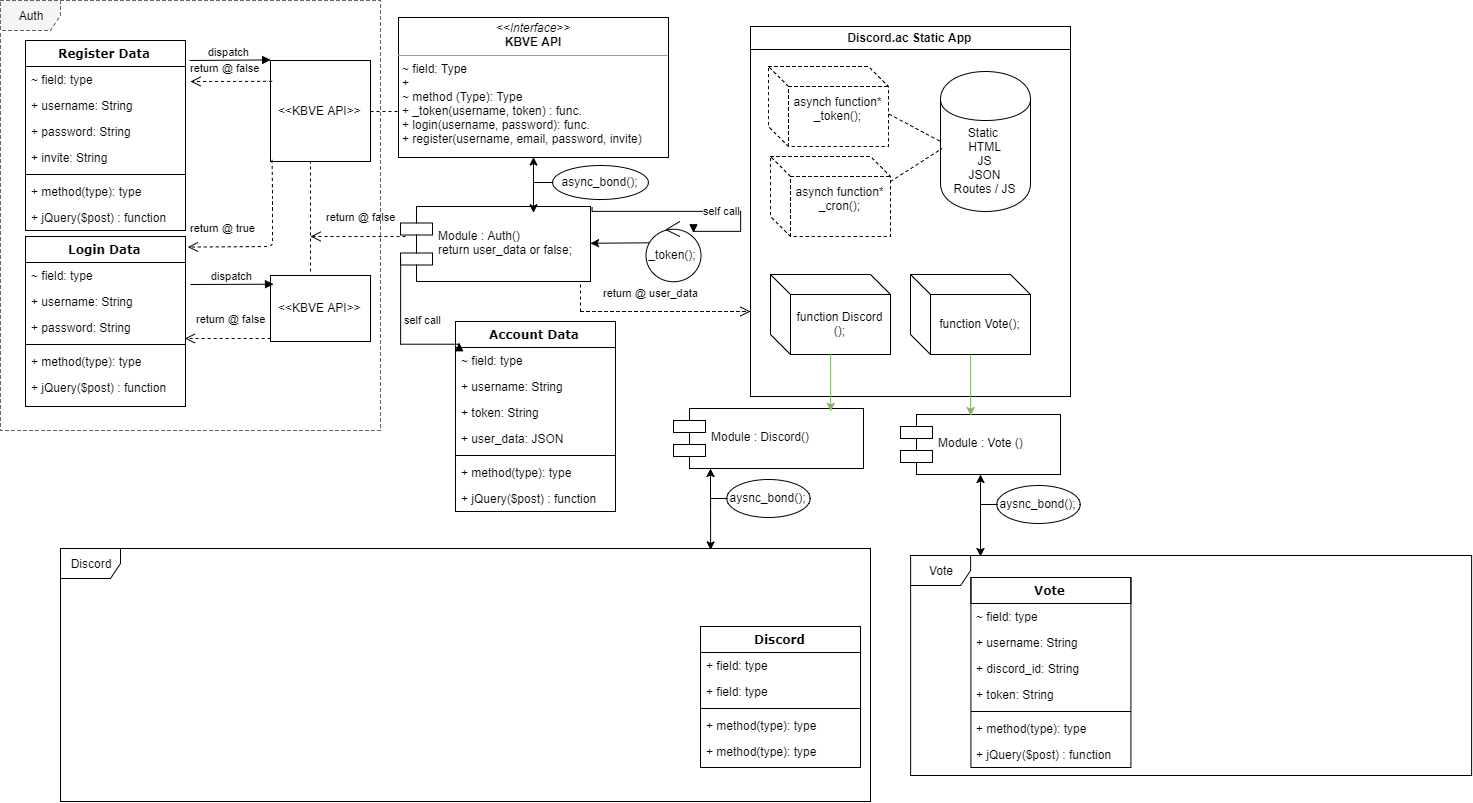 Auth
Register Data
~ field: type
+ username: String
+ password: String
+ invite: String
+ method(type): type
+ jQuery($post) : function
dispatch
return @ false
<<KBVE API>>
return @ true
Login Data
~ field: type
+ username: String
+ password: String
+ method(type): type
+ jQuery($post) : function
dispatch
return @ false
<<KBVE API>>
<<Interface>>
KBVE API
~ field: Type
+
~ method (Type): Type
+ _token(username, token) : func.
+ login(username, password): func.
+ register(username, email, password, invite)
async_bond();
return @ false
Module : Auth()
return user_data or false;
self call
_token();
return @ user_data
self call
Account Data
~ field: type
+ username: String
+ token: String
+ user_data: JSON
+ method(type): type
+ jQuery($post) : function
Discord.ac Static App
asynch function*
_token();
asynch function*
_cron();
Static
HTML
JS
JSON
Routes / JS
function Discord
();
function Vote();
Module : Discord()
aysnc_bond();
Module : Vote ()
aysnc_bond();
Discord
Discord
+ field: type
+ field: type
+ method(type): type
+ method(type): type
Vote
Vote
~ field: type
+ username: String
+ discord_id: String
+ token: String
+ method(type): type
+ jQuery($post) : function